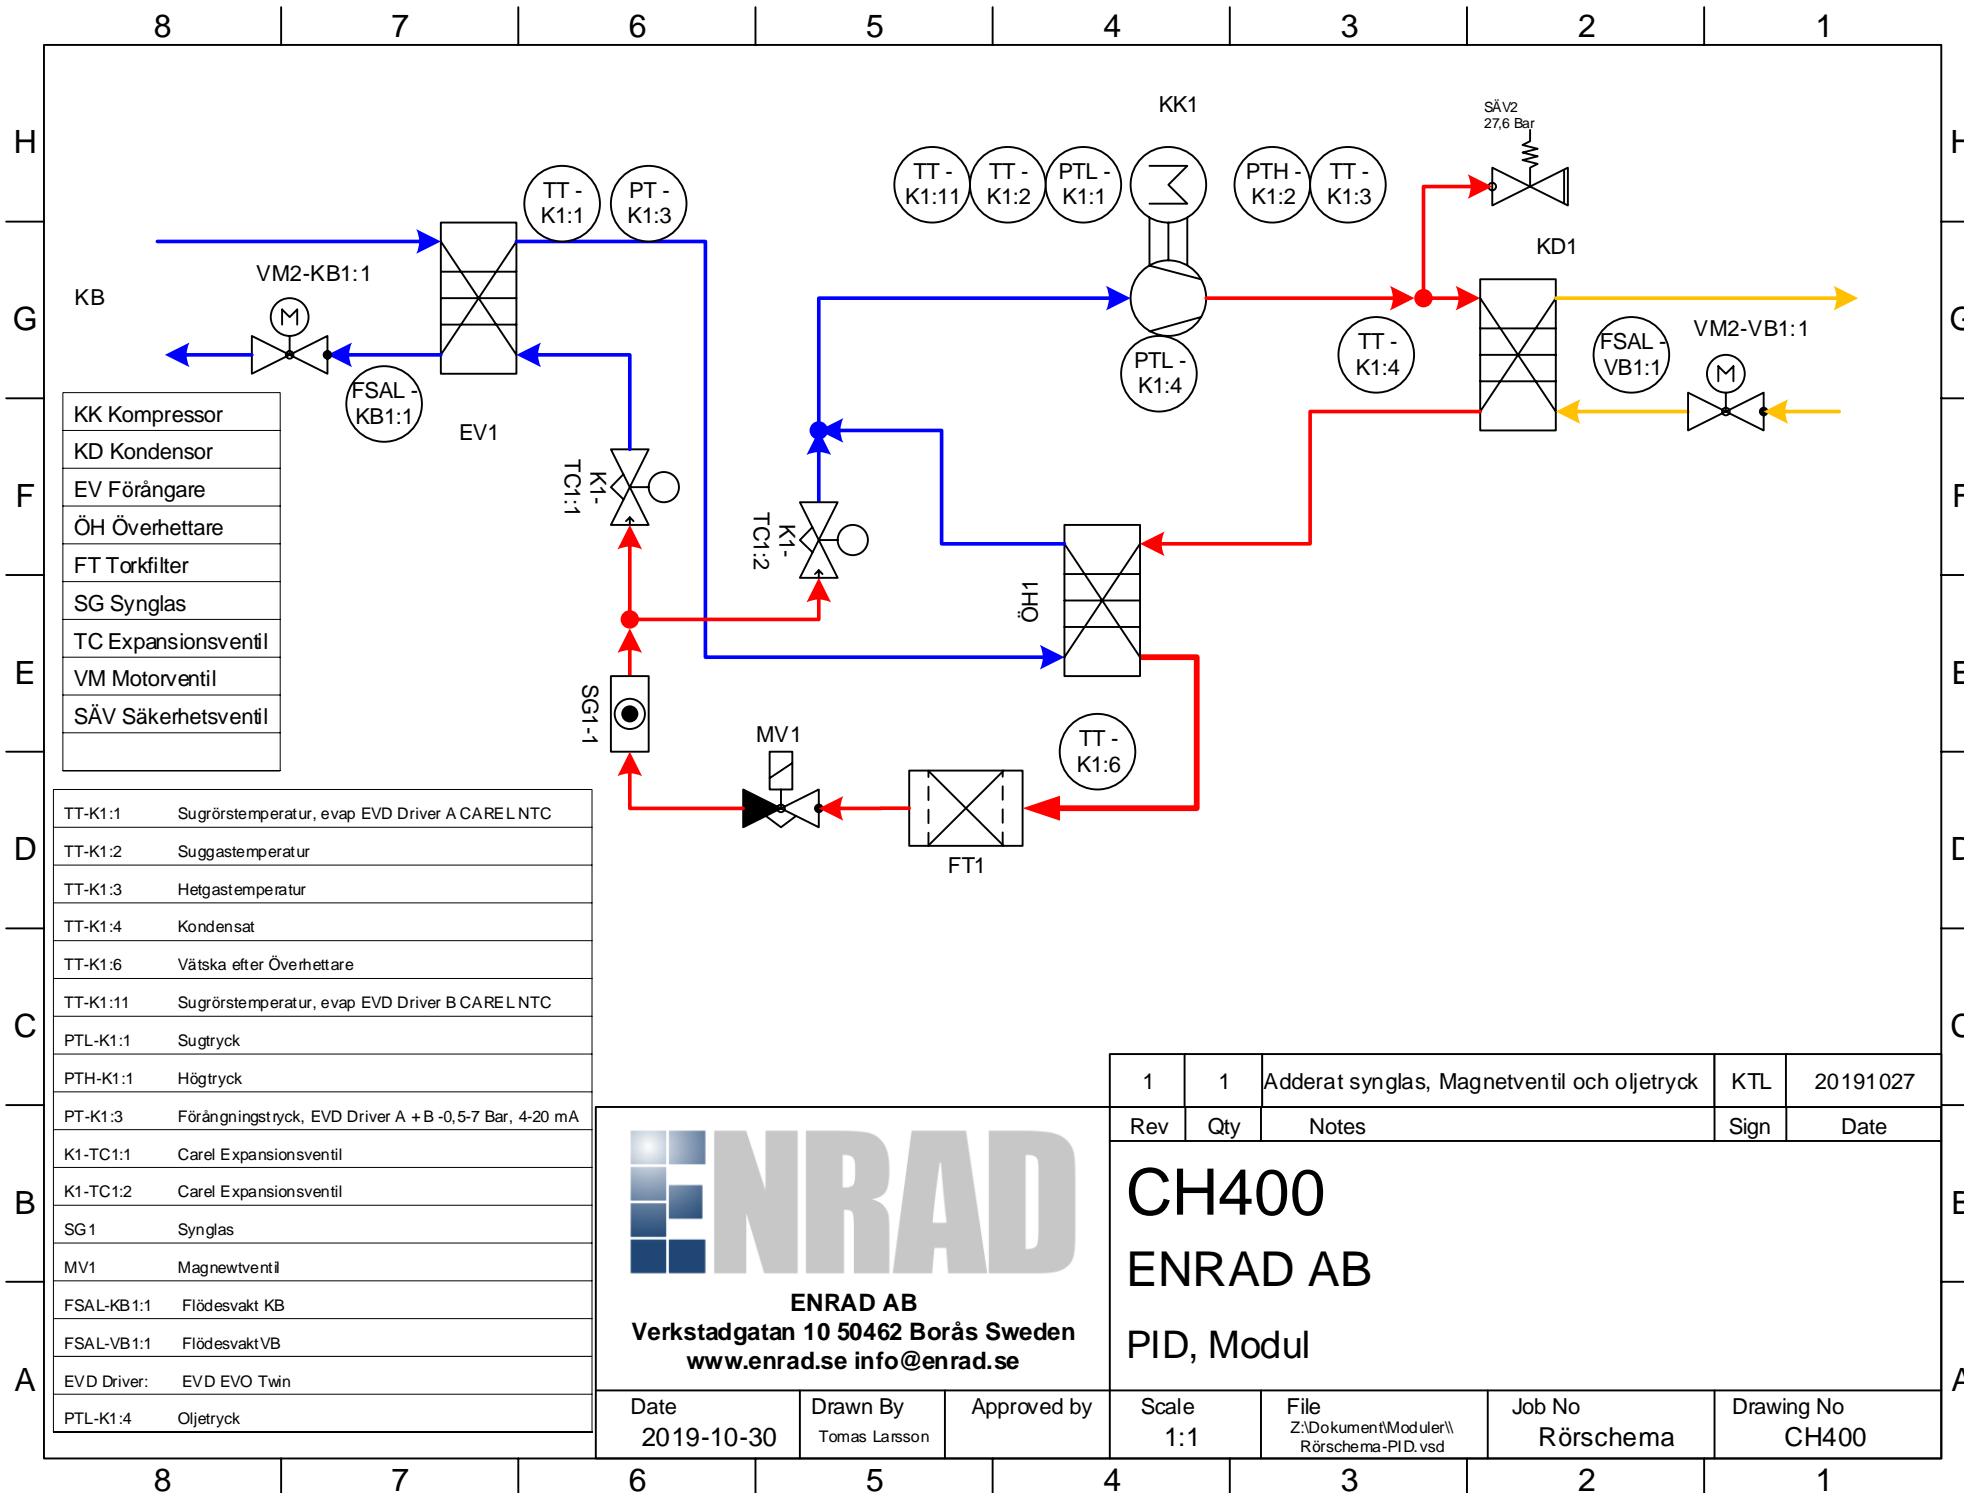 8 7 6 5 4 3 2 1
H
G
F
E
D
C
B
A
H
G
F
E
D
C
B
A
KK1
SÄV2
27,6 Bar
TT -
K1:1
PT -
K1:3
TT -
K1:11
TT -
K1:2
PTL -
K1:1
PTH -
K1:2
TT -
K1:3
KD1
KB
VM2-KB1:1
M
FSAL -
KB1:1
EV1
PTL -
K1:4
TT -
K1:4
FSAL -
VB1:1
VM2-VB1:1
M
K1-
TC1:1
K1-
TC1:2
ÖH1
SG1-1
MV1
TT -
K1:6
FT1
KK Kompressor
KD Kondensor
EV Förångare
ÖH Överhettare
FT Torkfilter
SG Synglas
TC Expansionsventil
VM Motorventil
SÄV Säkerhetsventil
TT-K1:1 Sugrörstemperatur, evap EVD Driver A CAREL NTC
TT-K1:2 Suggastemperatur
TT-K1:3 Hetgastemperatur
TT-K1:4 Kondensat
TT-K1:6 Vätska efter Överhettare
TT-K1:11 Sugrörstemperatur, evap EVD Driver B CAREL NTC
PTL-K1:1 Sugtryck
PTH-K1:1 Högtryck
PT-K1:3 Förångningstryck, EVD Driver A + B -0,5-7 Bar, 4-20 mA
K1-TC1:1 Carel Expansionsventil
K1-TC1:2 Carel Expansionsventil
SG1 Synglas
MV1 Magnewtventil
FSAL-KB1:1 Flödesvakt KB
FSAL-VB1:1 Flödesvakt VB
EVD Driver: EVD EVO Twin
PTL-K1:4 Oljetryck
ENRAD
ENRAD AB
Verkstadgatan 10 50462 Borås Sweden
www.enrad.se info@enrad.se
1 1 Adderat synglas, Magnetventil och oljetryck KTL 20191027
Rev Qty Notes Sign Date
CH400
ENRAD AB
PID, Modul
Date
2019-10-30
Drawn By
Tomas Larsson
Approved by
Scale
1:1
File
Z:\Dokument\Moduler\\
Rörschema-PID.vsd
Job No
Rörschema
Drawing No
CH400
8 7 6 5 4 3 2 1